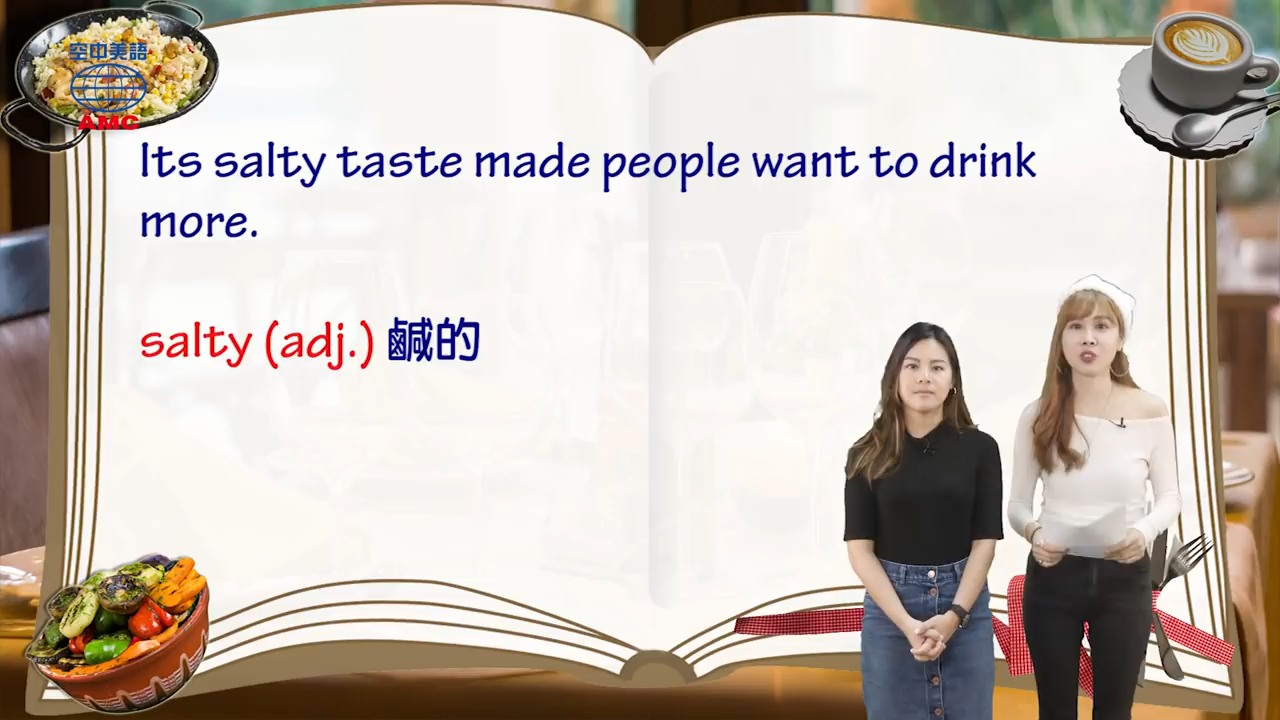 空中美語
AMC
Its salty taste made people want to drink
more.
salty (adj.) 鹹的